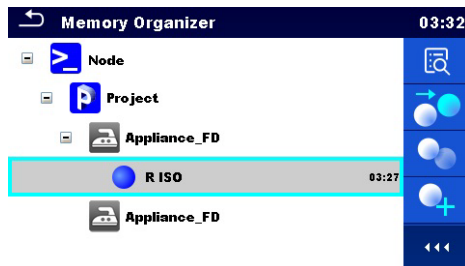 Memory Organizer 03:32
Node
Project
Appliance_FD
R ISO 03:27
Appliance_FD